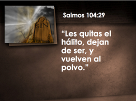 Salmos 104:29
"Les quitas el
hálito, dejan
de ser, y
vuelven al
polvo."